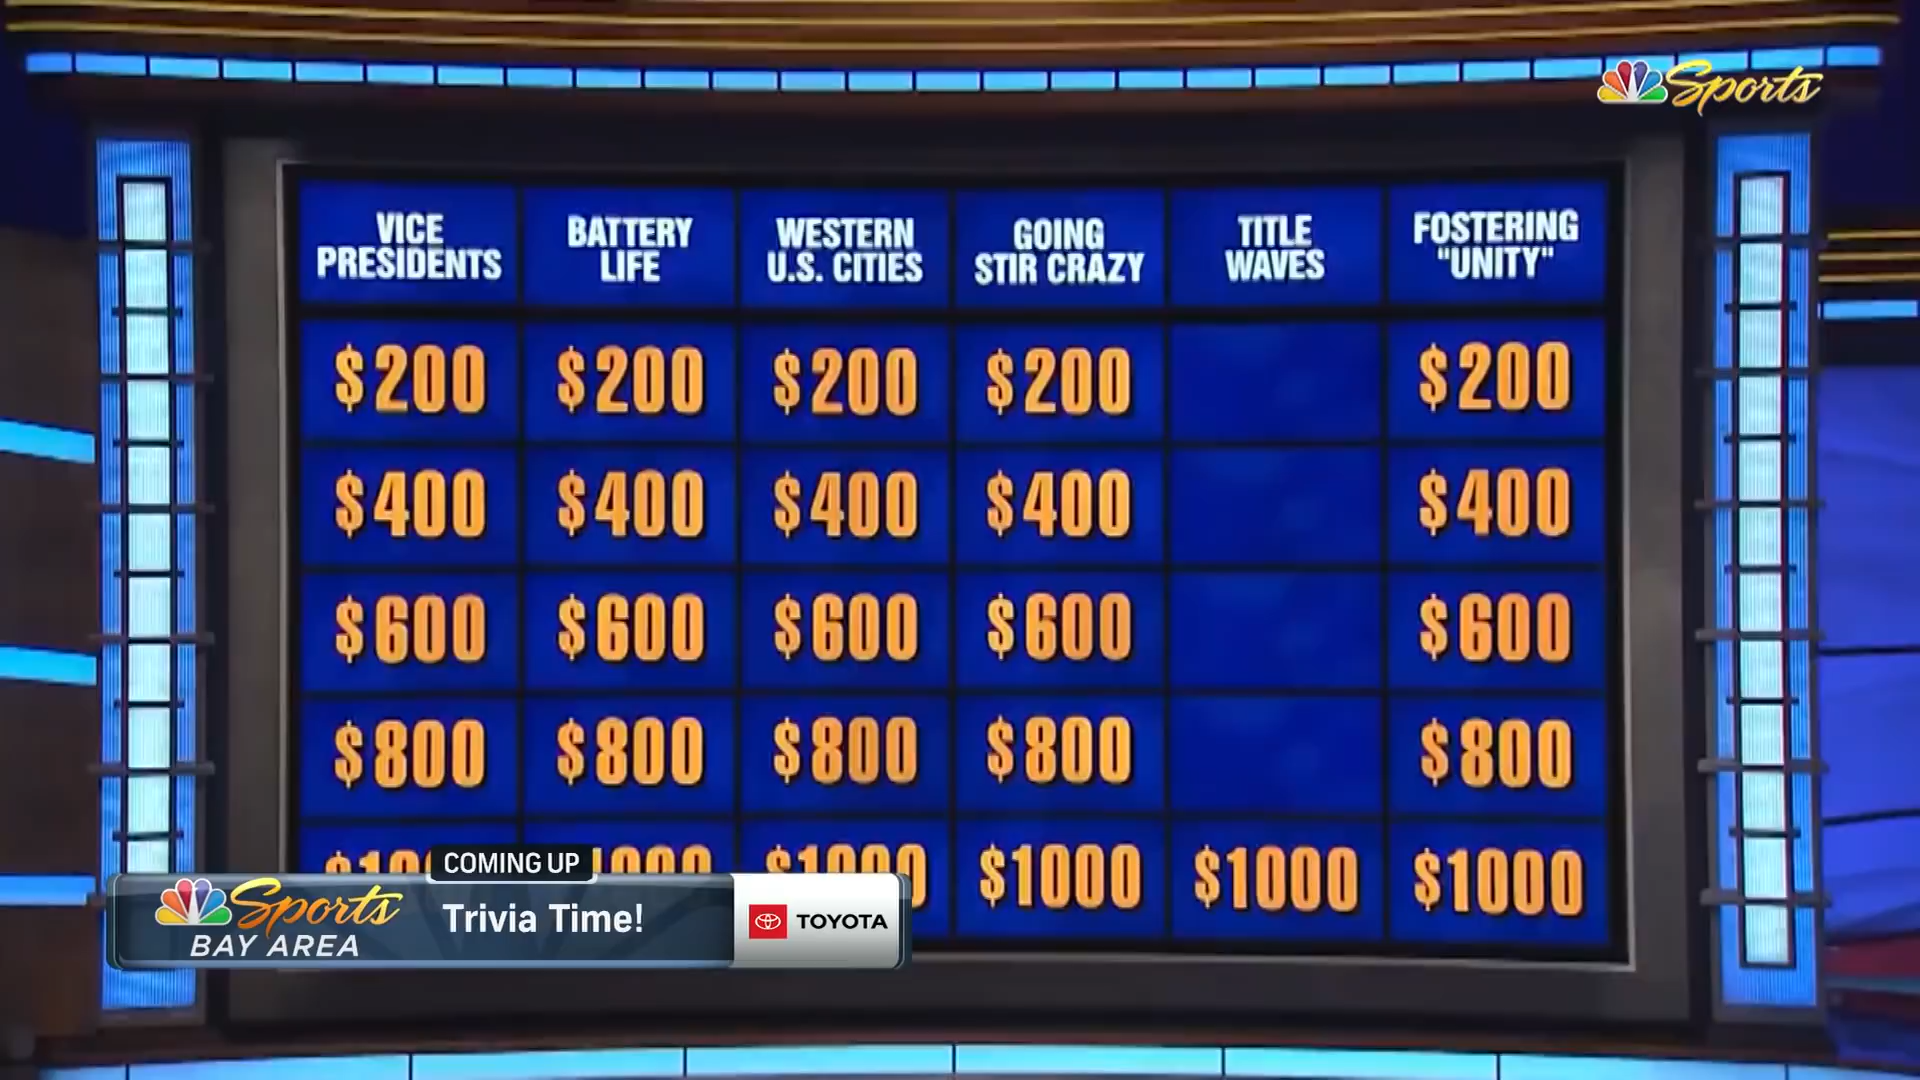 Sports
VICE
PRESIDENTS
BATTERY
LIFE
WESTERN
U.S. CITIES
GOING
STIR CRAZY
TITLE
WAVES
FOSTERING
"UNITY"
$200 $200 $200 $200 $200
$400 $400 $400 $400 $400
$600 $600 $600 $600 $600
$800 $800 $800 $800 $800
$1000 $1000 $1000 $1000
COMING UP
Sports
BAY AREA
Trivia Time!
TOYOTA